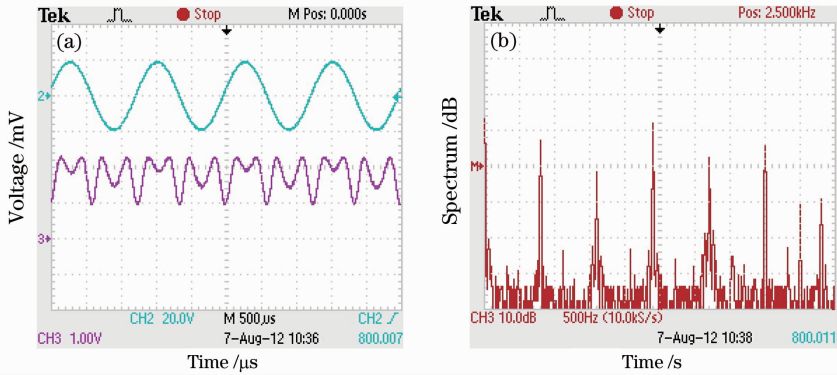 Tek Stop M Pos: 0.000s
(a)
2
3
Voltage /mV
CH2 20.0V M 500µs CH2
CH3 1.00V 7-Aug-12 10:36 800.007
Time /µs
Tek Stop Pos: 2.500kHz
(b)
M
Spectrum /dB
CH3 10.0dB 500Hz (10.0kS/s)
7-Aug-12 10:38 800.011
Time /s